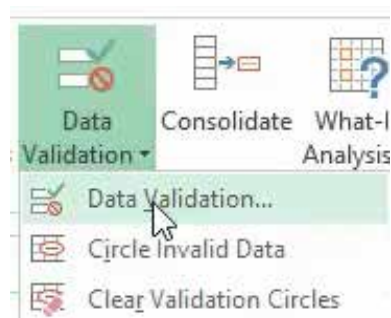 Data Validation
Consolidate
What-I
Analysis
Data Validation...
Circle Invalid Data
Clear Validation Circles